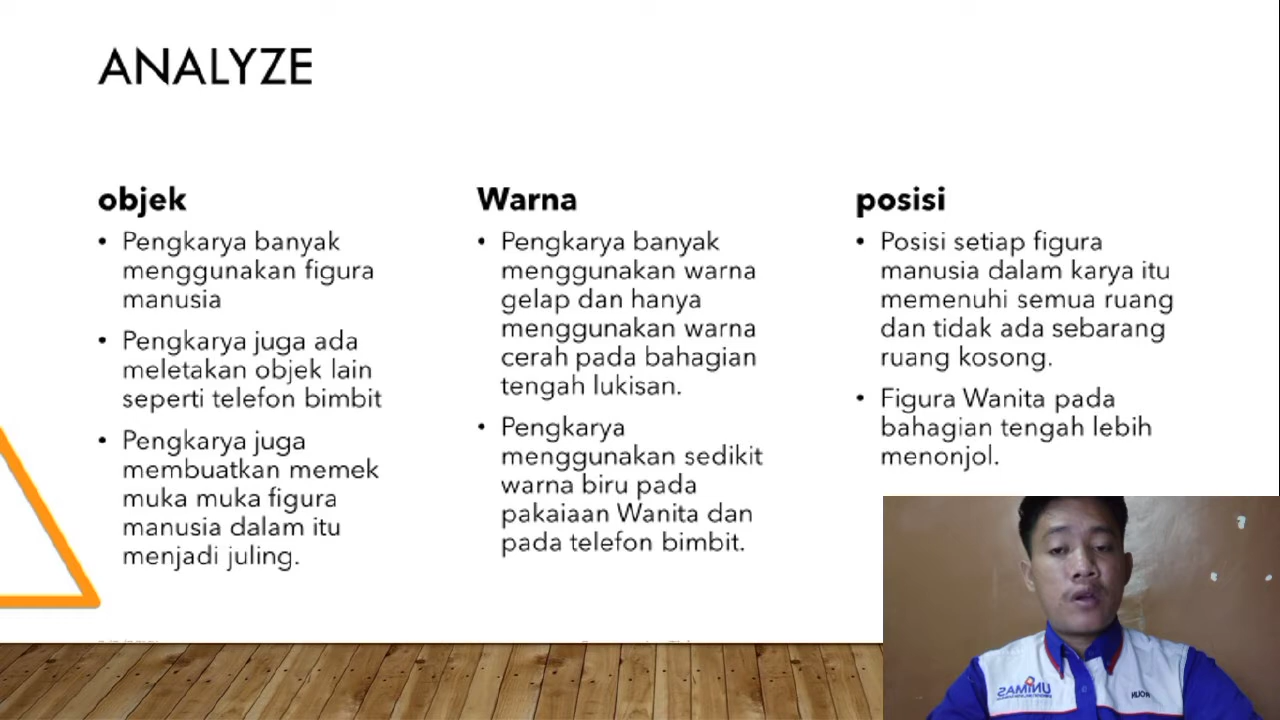 ANALYZE
objek
• Pengkarya banyak
menggunakan figura
manusia
• Pengkarya juga ada
meletakan objek lain
seperti telefon bimbit
• Pengkarya juga
membuatkan memek
muka muka figura
manusia dalam itu
menjadi juling.
Warna
• Pengkarya banyak
menggunakan warna
gelap dan hanya
menggunakan warna
cerah pada bahagian
tengah lukisan.
• Pengkarya
menggunakan sedikit
warna biru pada
pakaiaan Wanita dan
pada telefon bimbit.
posisi
• Posisi setiap figura
manusia dalam karya itu
memenuhi semua ruang
dan tidak ada sebarang
ruang kosong.
• Figura Wanita pada
bahagian tengah lebih
menonjol.
UNIMAS